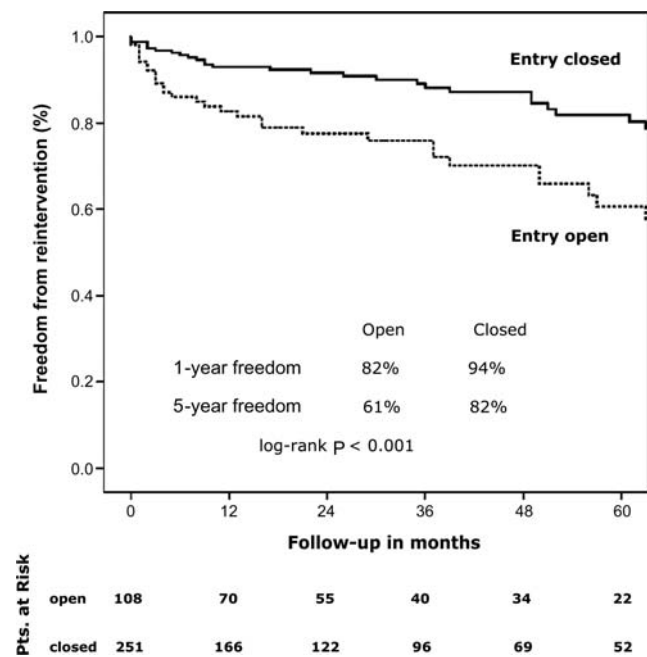 Freedom from reintervention (%)
1.0
0.8
0.6
0.4
0.2
0.0
Entry closed
Entry open
Open Closed
1-year freedom 82% 94%
5-year freedom 61% 82%
log-rank P < 0.001
0 12 24 36 48 60
Follow-up in months
Pts. at Risk
open 108 70 55 40 34 22
closed 251 166 122 96 69 52